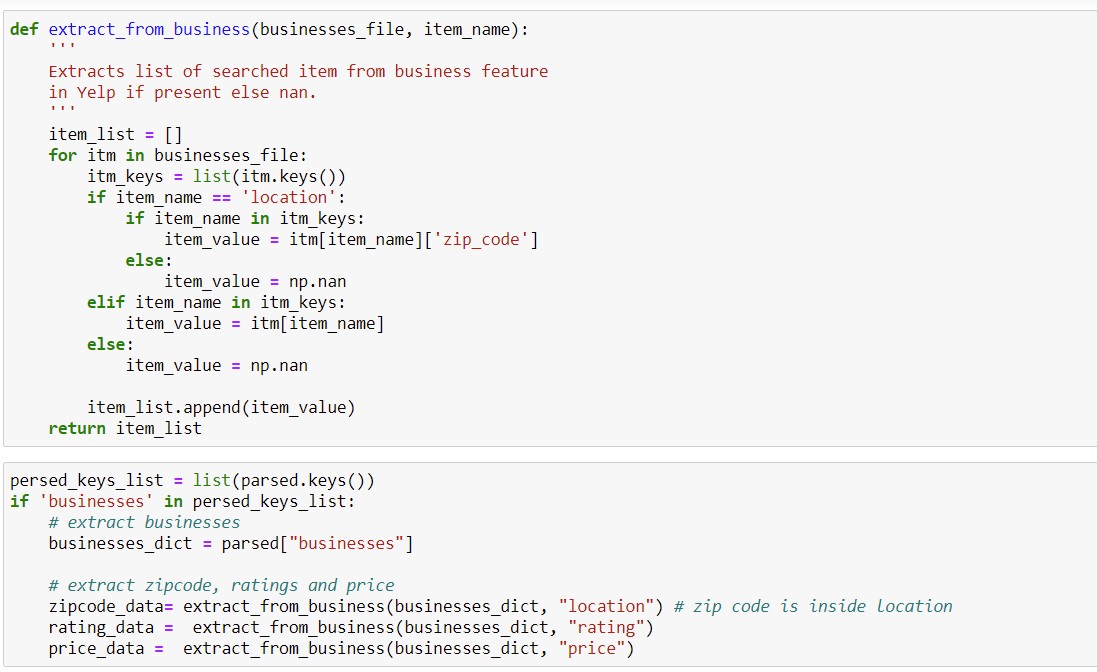 def extract_from_business(businesses_file, item_name):
    '''
    Extracts list of searched item from business feature
    in Yelp if present else nan.
    '''
    item_list = []
    for itm in businesses_file:
        itm_keys = list(itm.keys())
        if item_name == 'location':
            if item_name in itm_keys:
                item_value = itm[item_name]['zip_code']
            else:
                item_value = np.nan
        elif item_name in itm_keys:
            item_value = itm[item_name]
        else:
            item_value = np.nan

        item_list.append(item_value)
    return item_list

persed_keys_list = list(parsed.keys())
if 'businesses' in persed_keys_list:
    # extract businesses
    businesses_dict = parsed["businesses"]

    # extract zipcode, ratings and price
    zipcode_data= extract_from_business(businesses_dict, "location") # zip code is inside location
    rating_data =  extract_from_business(businesses_dict, "rating")
    price_data =  extract_from_business(businesses_dict, "price")